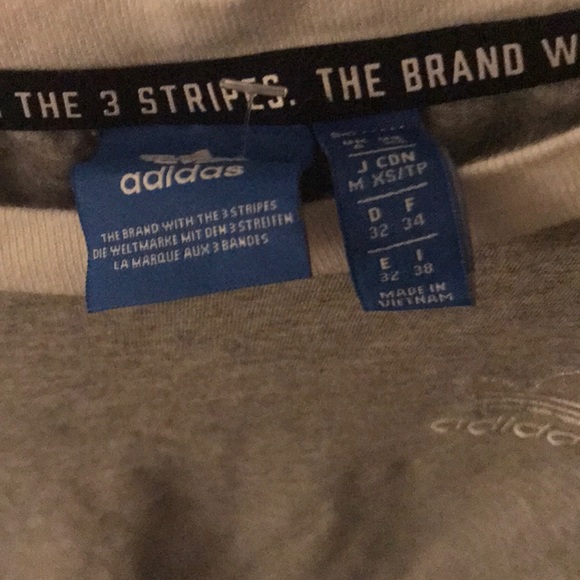 THE 3 STRIPES. THE BRAND W
adidas
THE BRAND WITH THE 3 STRIPES
DIE WELTMARKE MIT DEN 3 STREIFEN
LA MARQUE AUX 3 BANDES
J CDN
M XS/TP
D F
32 34
E I
32 38
MADE IN
VIETNAM
adidas